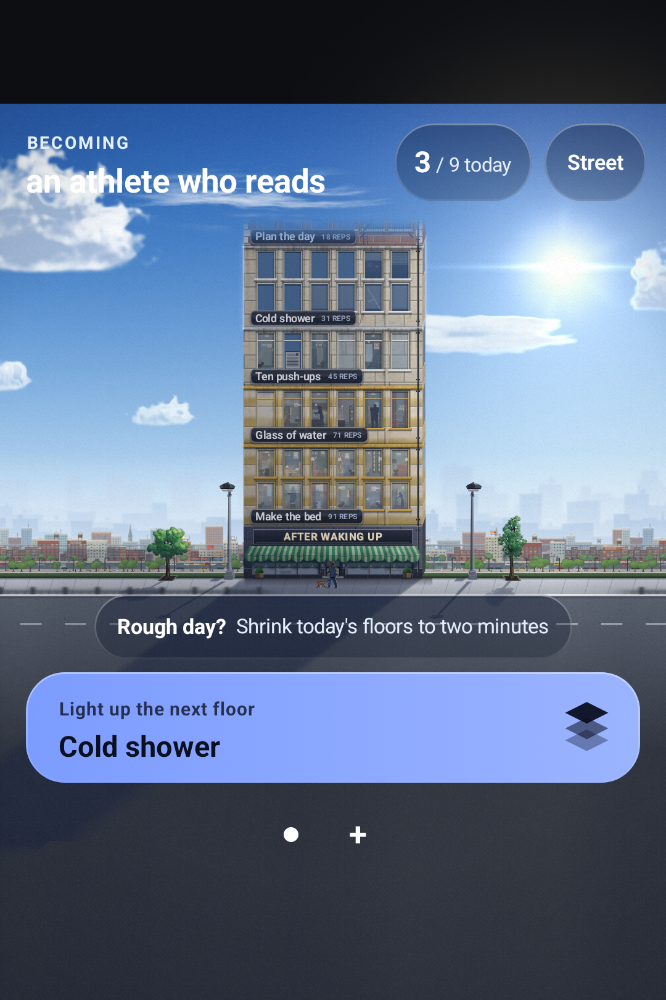 BECOMING
an athlete who reads
3 / 9 today
Street
Plan the day 18 REPS
Cold shower 31 REPS
Ten push-ups 45 REPS
Glass of water 71 REPS
Make the bed 91 REPS
AFTER WAKING UP
Rough day? Shrink today's floors to two minutes
Light up the next floor
Cold shower